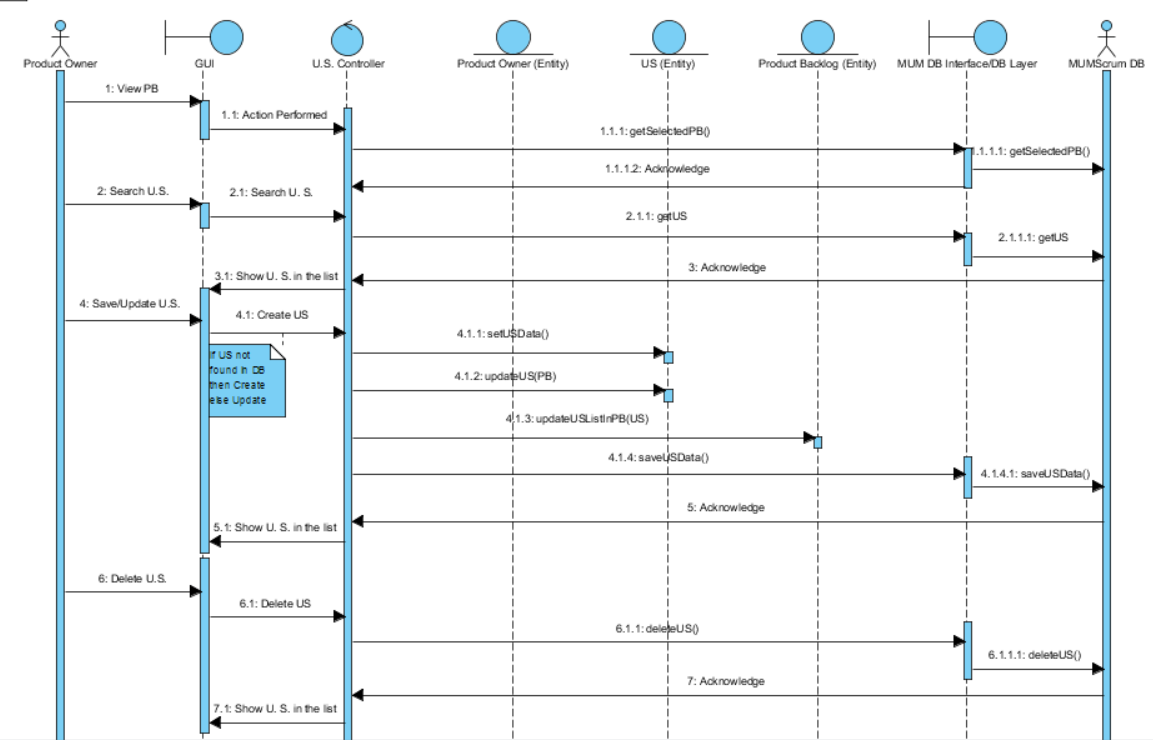 Product Owner
GUI
U.S. Controller
Product Owner (Entity)
US (Entity)
Product Backlog (Entity)
MUM DB Interface/DB Layer
MUMScrum DB
1: View PB
1.1: Action Performed
1.1.1: getSelectedPB()
1.1.1.1: getSelectedPB()
1.1.1.2: Acknowledge
2: Search U.S.
2.1: Search U. S.
2.1.1: getUS
2.1.1.1: getUS
3: Acknowledge
3.1: Show U. S. in the list
4: Save/Update U.S.
4.1: Create US
If US not
found in DB
then Create
else Update
4.1.1: setUSData()
4.1.2: updateUS(PB)
4.1.3: updateUSListInPB(US)
4.1.4: saveUSData()
4.1.4.1: saveUSData()
5: Acknowledge
5.1: Show U. S. in the list
6: Delete U.S.
6.1: Delete US
6.1.1: deleteUS()
6.1.1.1: deleteUS()
7: Acknowledge
7.1: Show U. S. in the list